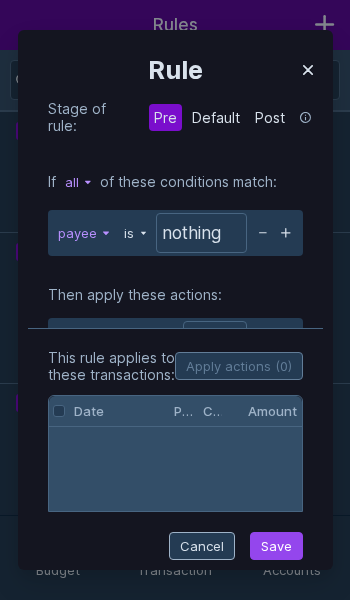 Rules
Rule
Stage of
rule:
Pre Default Post
If all of these conditions match:
payee is nothing
Then apply these actions:
This rule applies to
these transactions:
Apply actions (0)
Date P... C.. Amount
Cancel Save
Budget Transaction Accounts